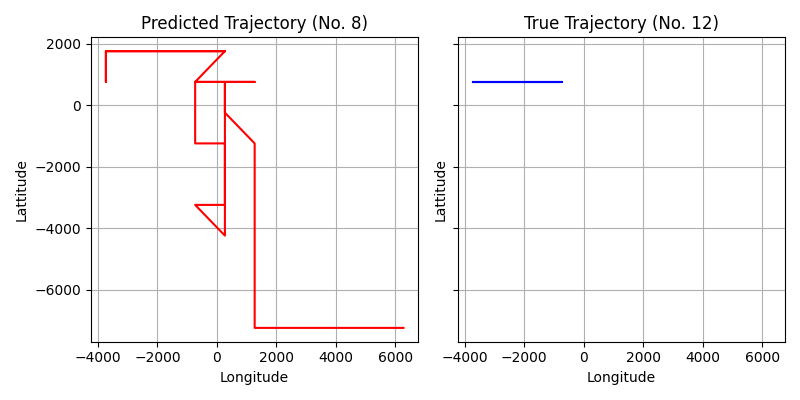 Predicted Trajectory (No. 8)
True Trajectory (No. 12)
2000
0
−2000
−4000
−6000
Lattitude
Lattitude
−4000 −2000 0 2000 4000 6000
−4000 −2000 0 2000 4000 6000
Longitude
Longitude